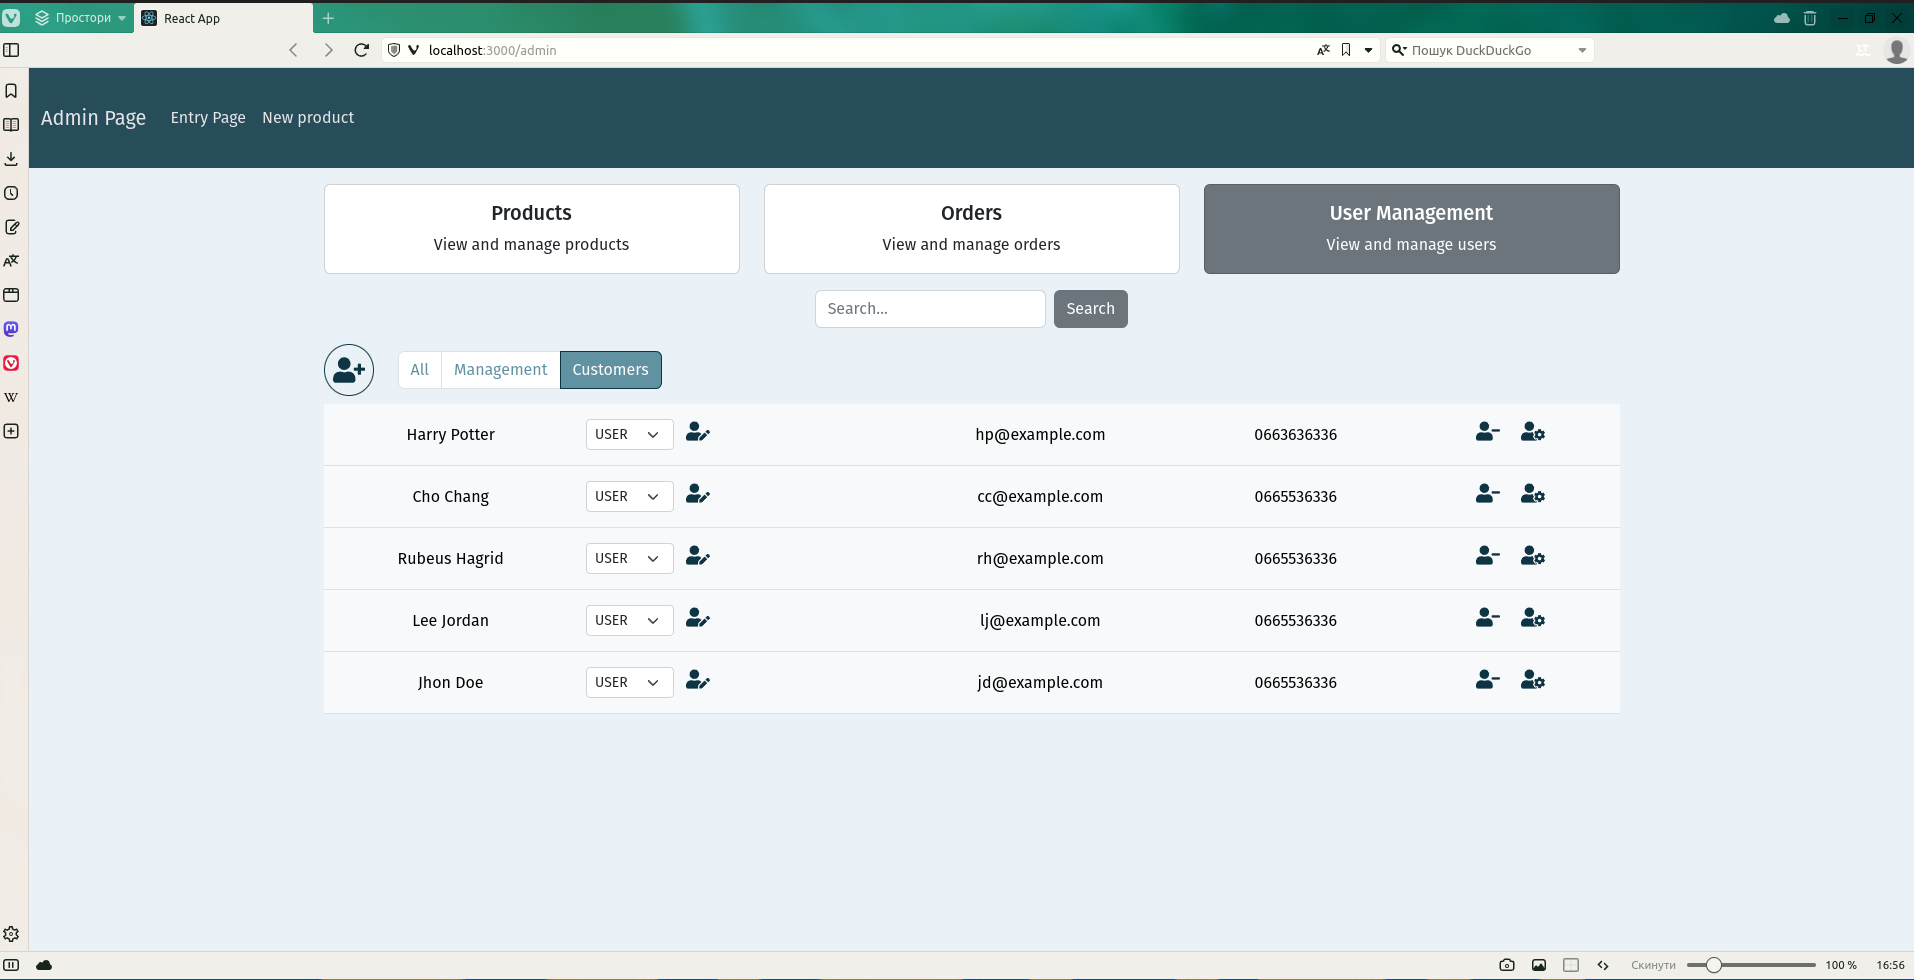 Простори
React App
localhost:3000/admin
Пошук DuckDuckGo
Admin Page Entry Page New product
Products
View and manage products
Orders
View and manage orders
User Management
View and manage users
Search...
Search
All Management Customers
Harry Potter USER hp@example.com 0663636336
Cho Chang USER cc@example.com 0665536336
Rubeus Hagrid USER rh@example.com 0665536336
Lee Jordan USER lj@example.com 0665536336
Jhon Doe USER jd@example.com 0665536336
Скинути 100 % 16:56